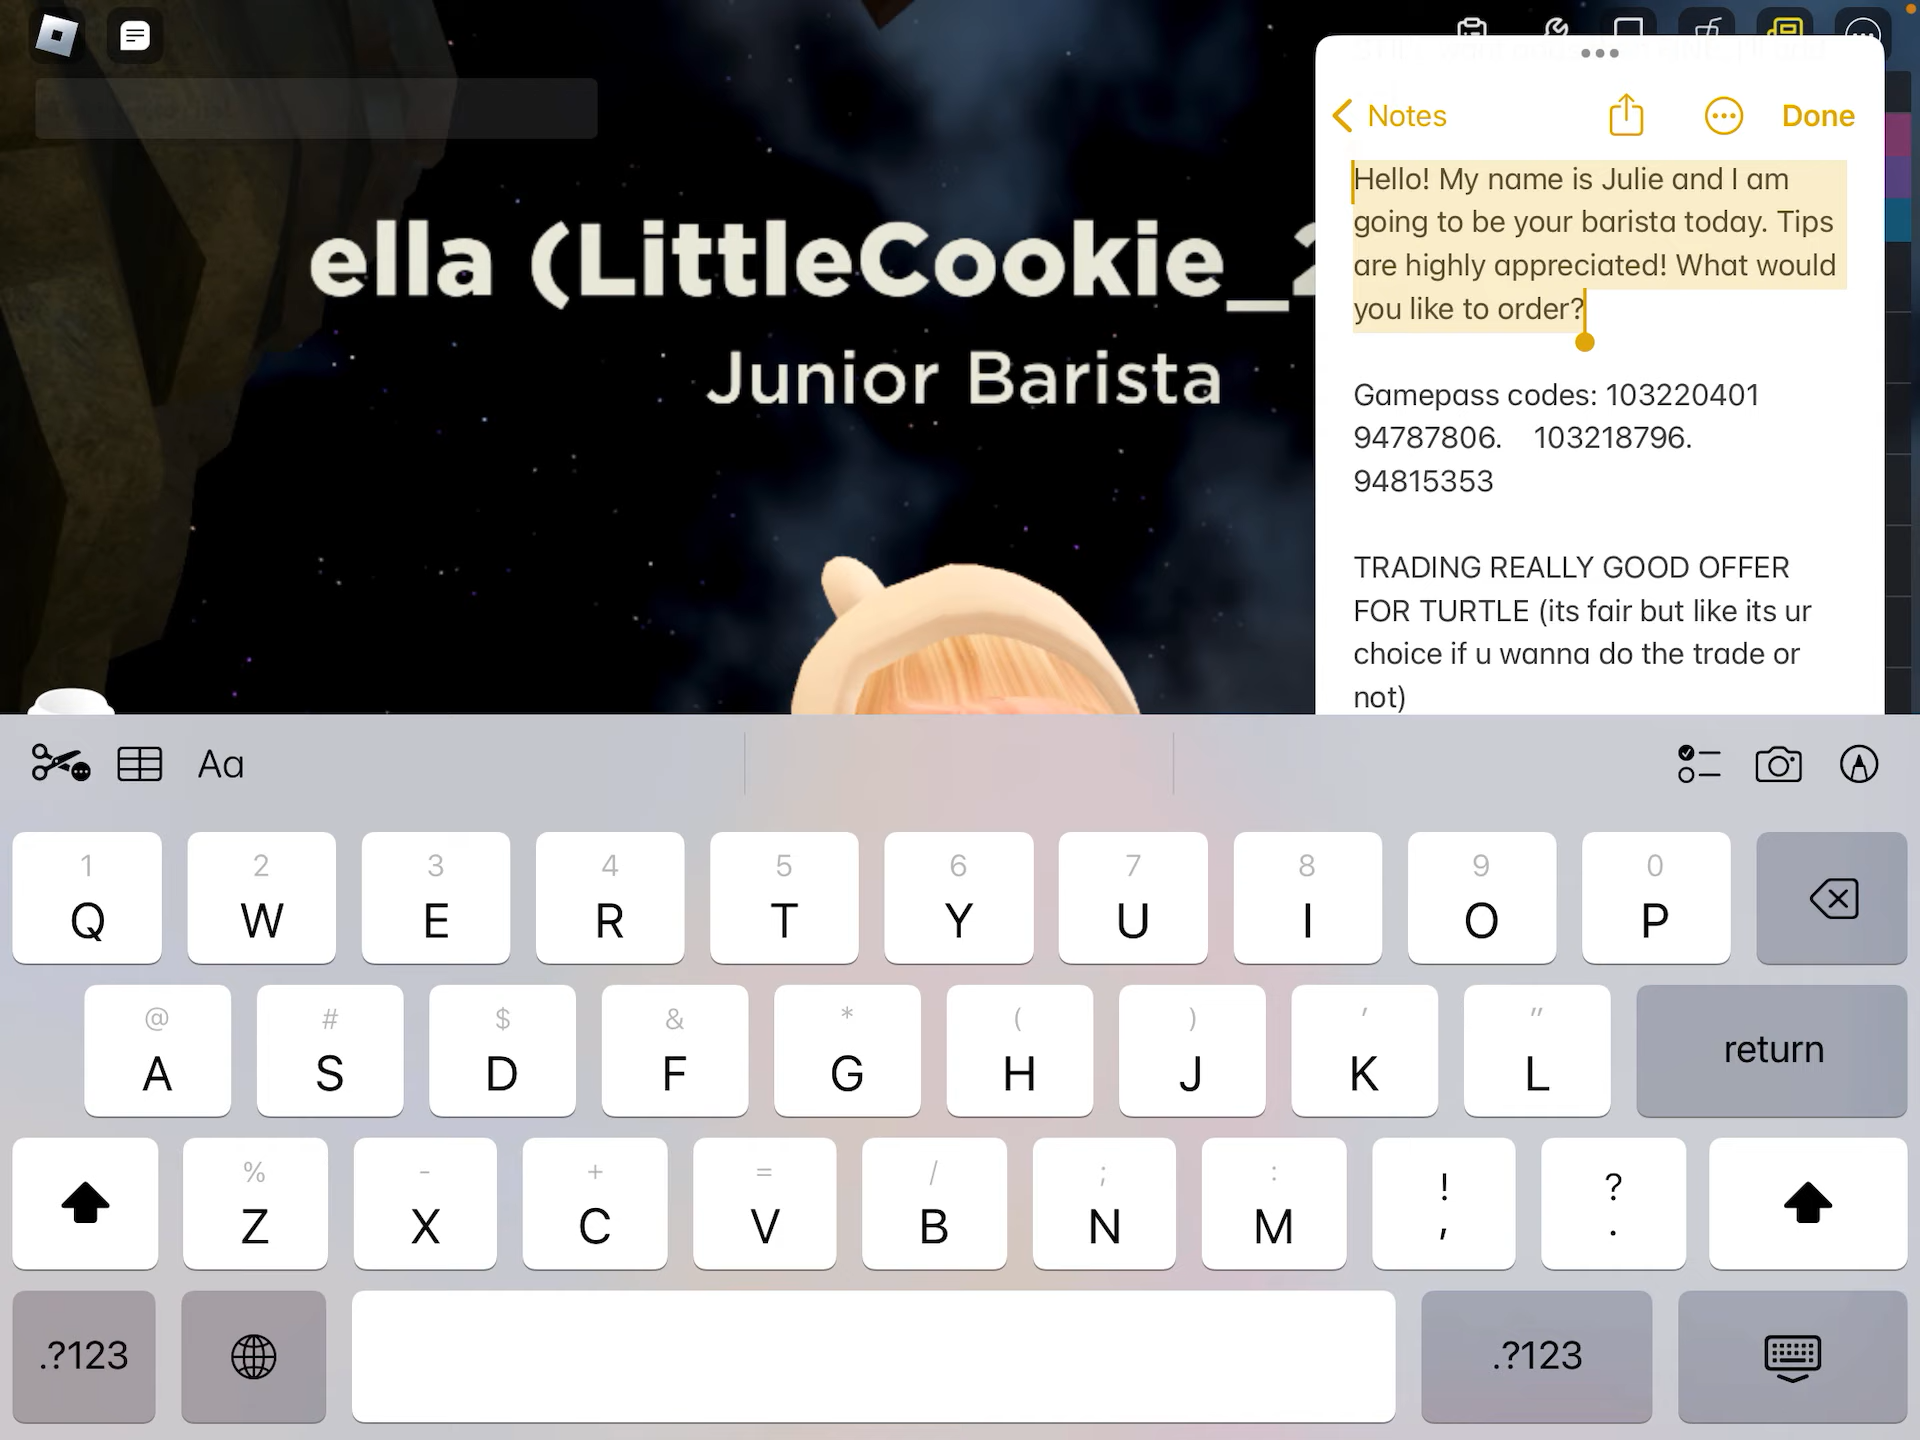 ella (LittleCookie_2
Junior Barista
Notes
Done
Hello! My name is Julie and I am
going to be your barista today. Tips
are highly appreciated! What would
you like to order?
Gamepass codes: 103220401
94787806. 103218796.
94815353
TRADING REALLY GOOD OFFER
FOR TURTLE (its fair but like its ur
choice if u wanna do the trade or
not)
Aa
1 2 3 4 5 6 7 8 9 0
Q W E R T Y U I O P
@ # $ & * ( ) ' "
A S D F G H J K L return
% - + = / ; : ! ?
Z X C V B N M , .
.?123 .?123